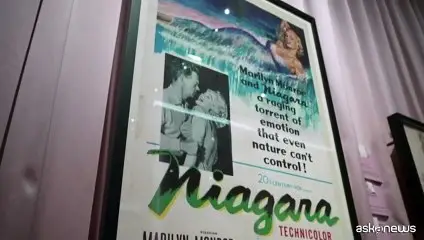 Marilyn Monroe
and Niagara
a raging
torrent of
emotion
that even
nature can't
control!
20th CENTURY-FOX
Niagara
TECHNICOLOR
MARILYN MONROE
askanews